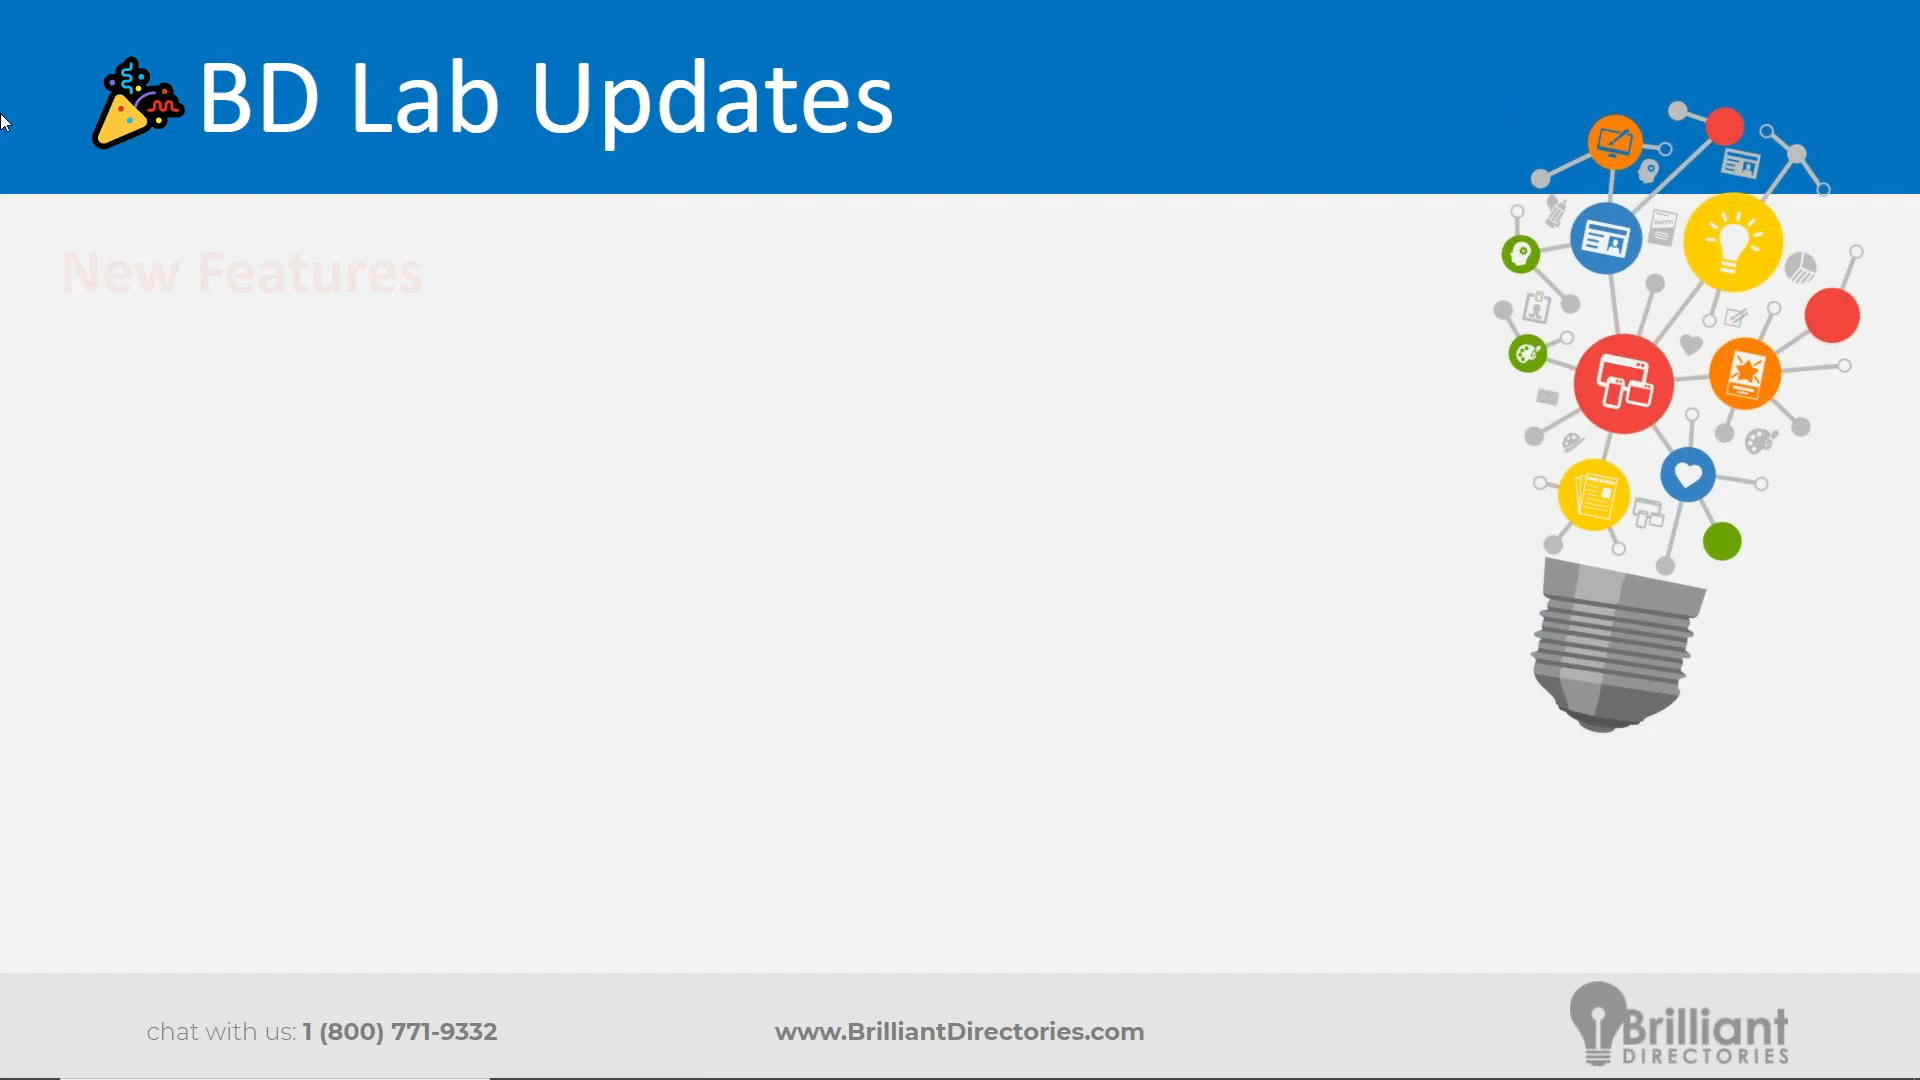 BD Lab Updates
New Features
chat with us: 1 (800) 771-9332
www.BrilliantDirectories.com
Brilliant
DIRECTORIES